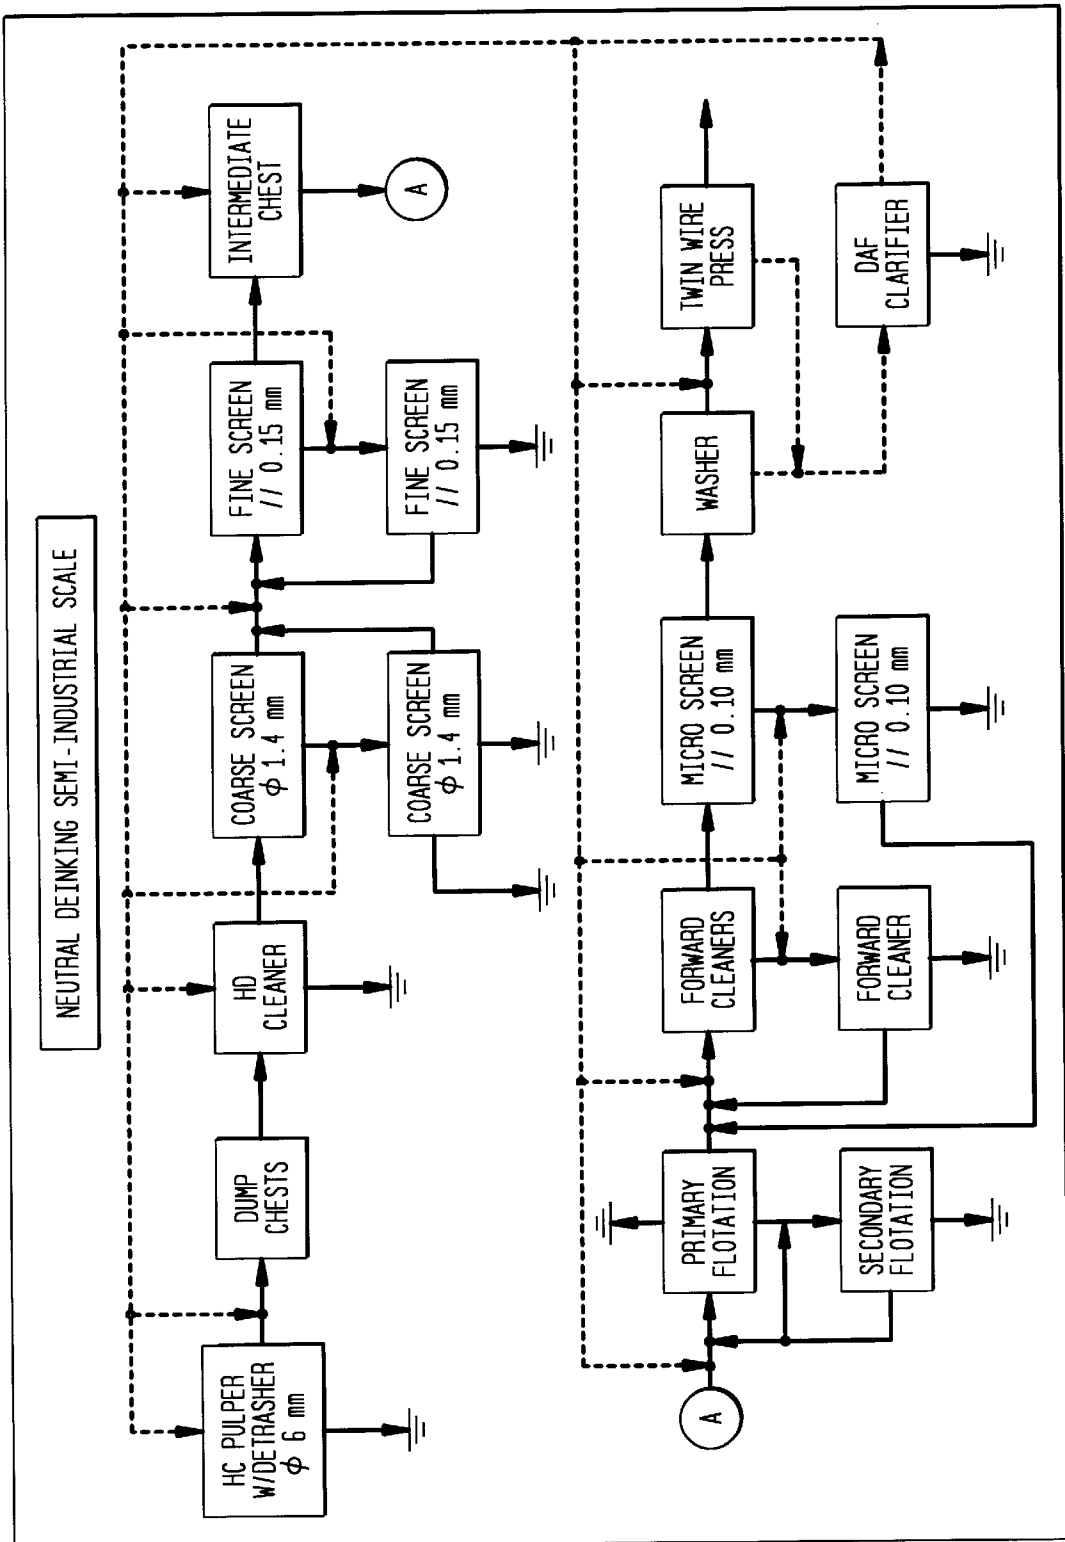 NEUTRAL DEINKING SEMI-INDUSTRIAL SCALE
HC PULPER
W/DETRASHER
ϕ 6 mm
DUMP
CHESTS
HD
CLEANER
COARSE SCREEN
ϕ 1.4 mm
COARSE SCREEN
ϕ 1.4 mm
FINE SCREEN
// 0.15 mm
FINE SCREEN
// 0.15 mm
INTERMEDIATE
CHEST
A
A
PRIMARY
FLOTATION
SECONDARY
FLOTATION
FORWARD
CLEANERS
FORWARD
CLEANER
MICRO SCREEN
// 0.10 mm
MICRO SCREEN
// 0.10 mm
WASHER
TWIN WIRE
PRESS
DAF
CLARIFIER